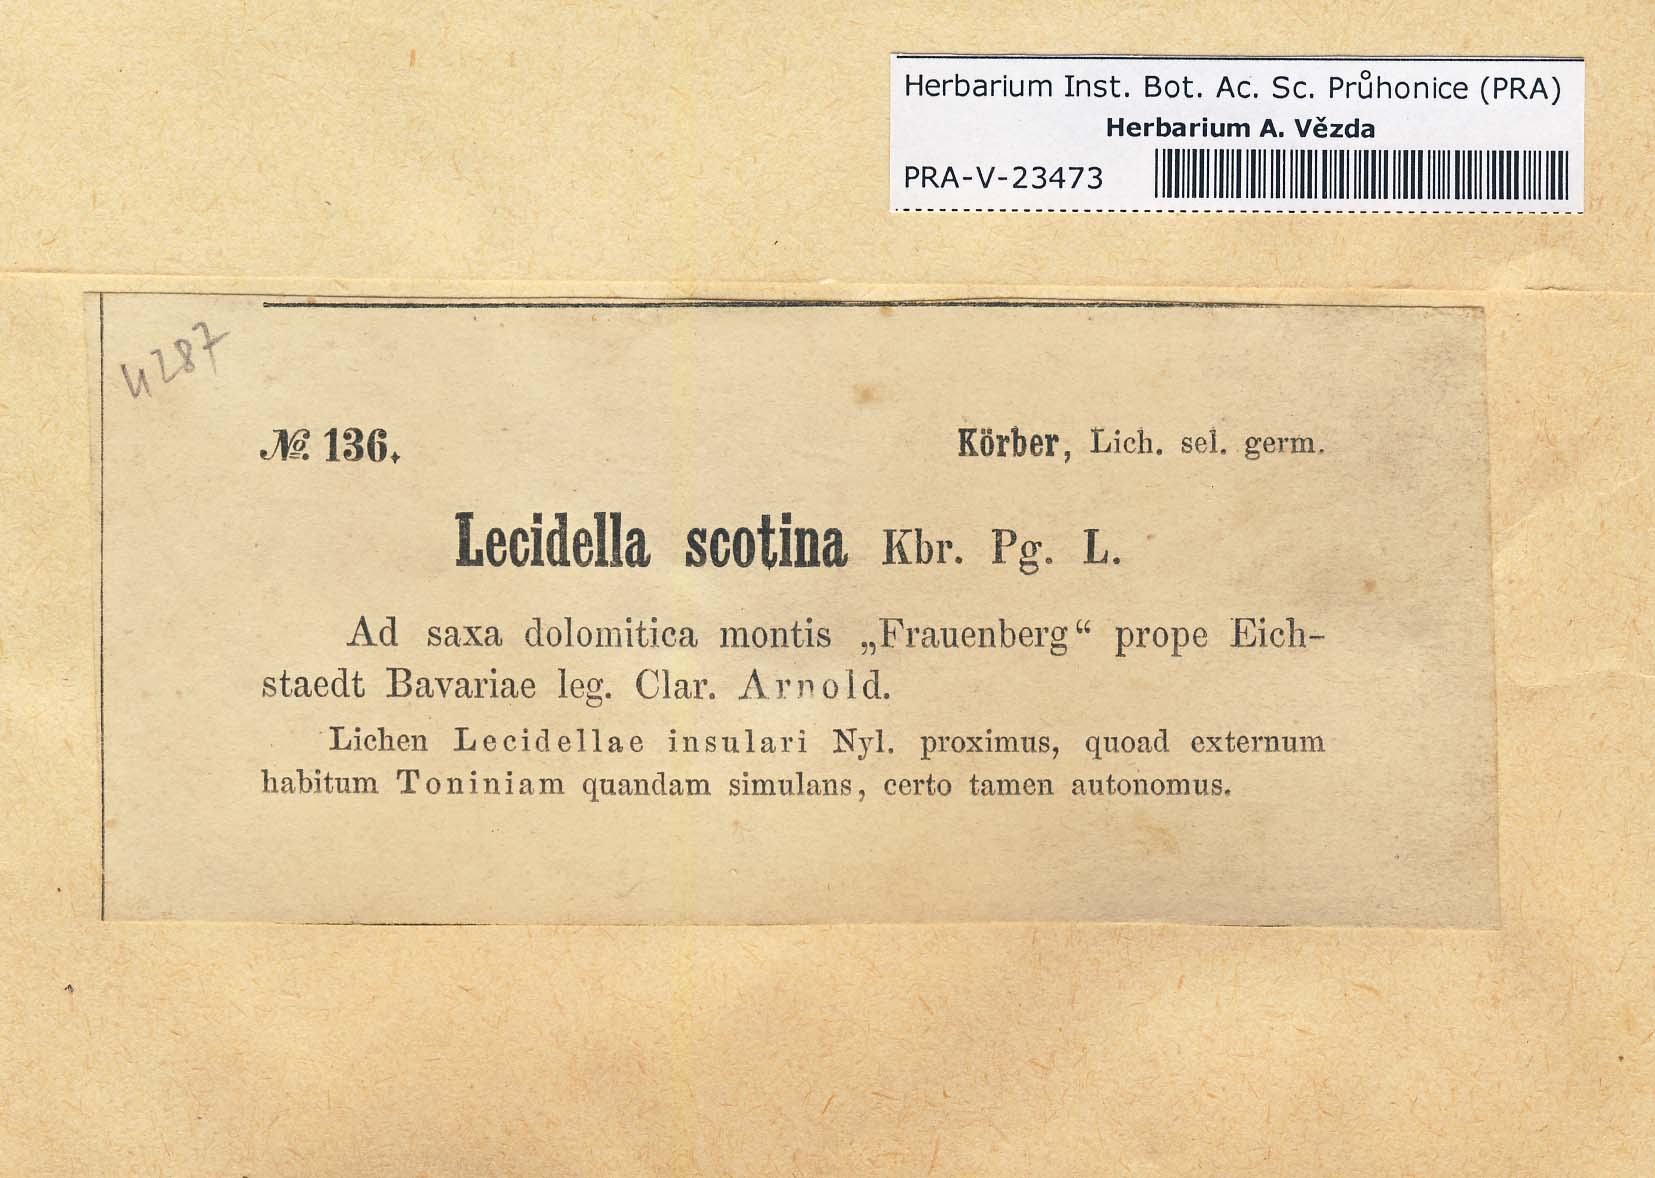 Herbarium Inst. Bot. Ac. Sc. Průhonice (PRA)
Herbarium A. Vězda
PRA-V-23473
4287
№. 136.
Körber, Lich. sel. germ.
Lecidella scotina Kbr. Pg. L.
Ad saxa dolomitica montis „Frauenberg“ prope Eich-
staedt Bavariae leg. Clar. Arnold.
Lichen Lecidellae insulari Nyl. proximus, quoad externum
habitum Toniniam quandam simulans, certo tamen autonomus.